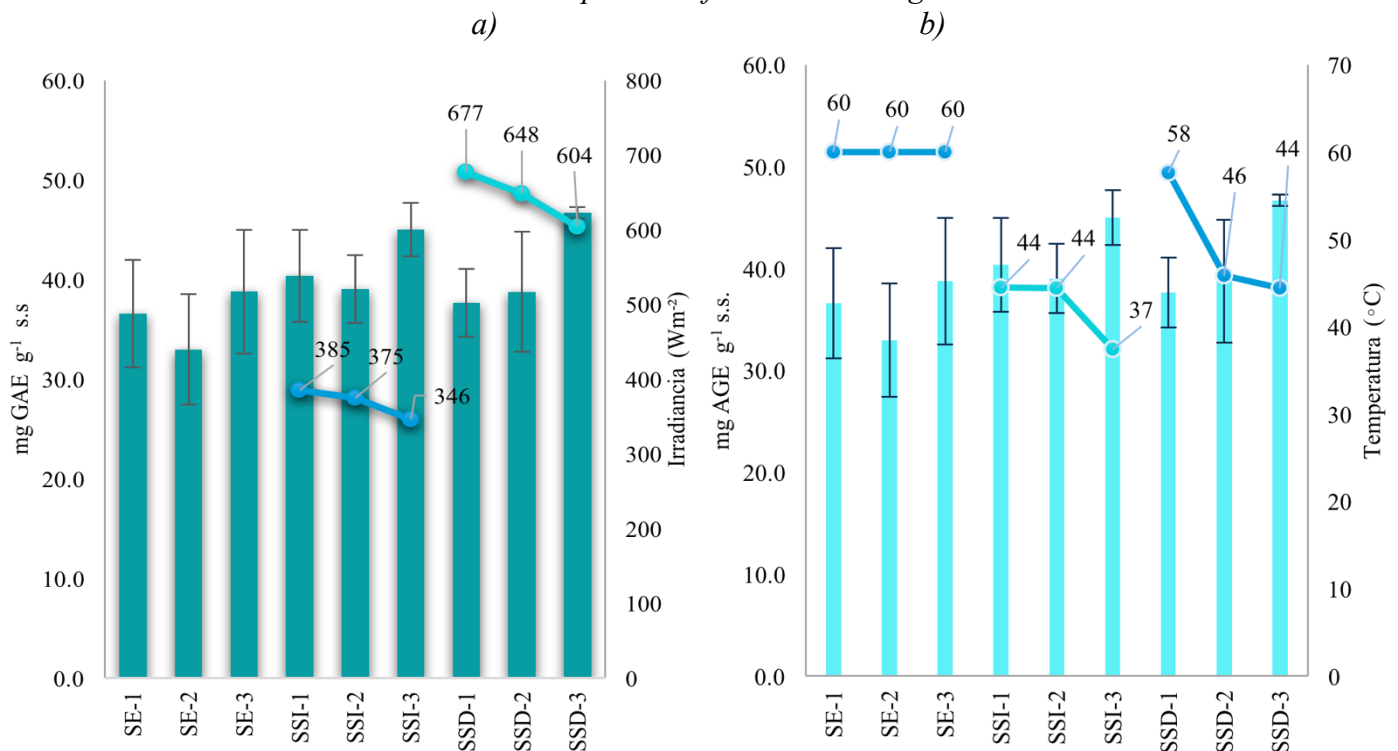 a)
b)
60.0
50.0
40.0
30.0
20.0
10.0
0.0
mg GAE g⁻¹ s.s
677
648
604
385
375
346
800
700
600
500
400
300
200
100
0
Irradiancia (Wm⁻²)
SE-1
SE-2
SE-3
SSI-1
SSI-2
SSI-3
SSD-1
SSD-2
SSD-3
60.0
50.0
40.0
30.0
20.0
10.0
0.0
mg AGE g⁻¹ s.s.
60
60
60
44
44
37
58
46
44
70
60
50
40
30
20
10
0
Temperatura (°C)
SE-1
SE-2
SE-3
SSI-1
SSI-2
SSI-3
SSD-1
SSD-2
SSD-3